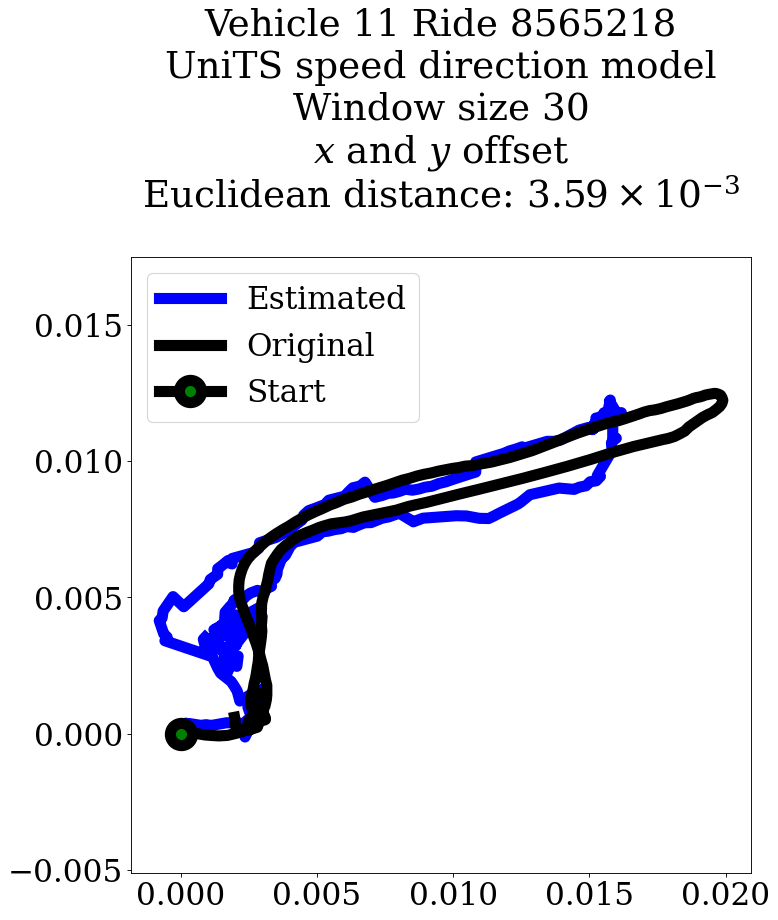 Vehicle 11 Ride 8565218
UniTS speed direction model
Window size 30
x and y offset
Euclidean distance: 3.59 × 10⁻³
Estimated
Original
Start
0.015
0.010
0.005
0.000
−0.005
0.000 0.005 0.010 0.015 0.020